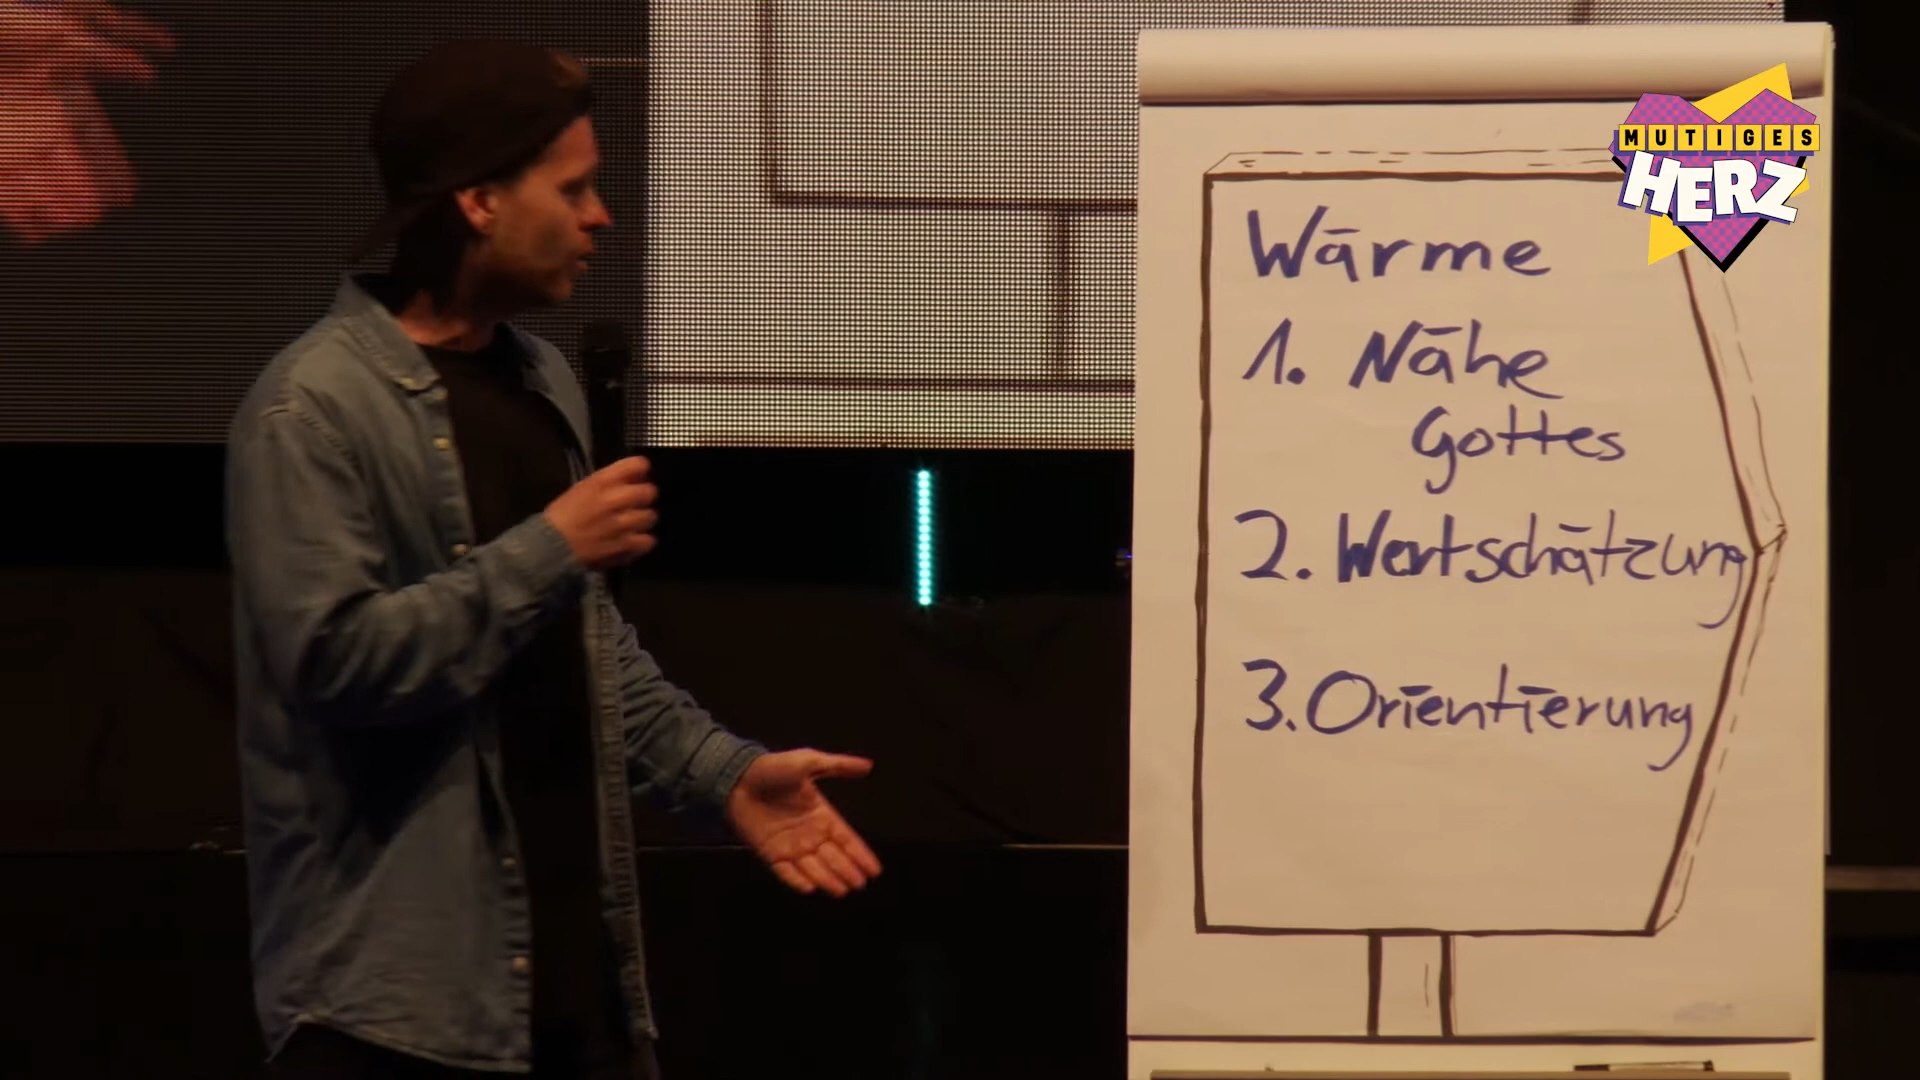 MUTIGES
HERZ
Wärme
1. Nähe
Gottes
2. Wertschätzung
3. Orientierung